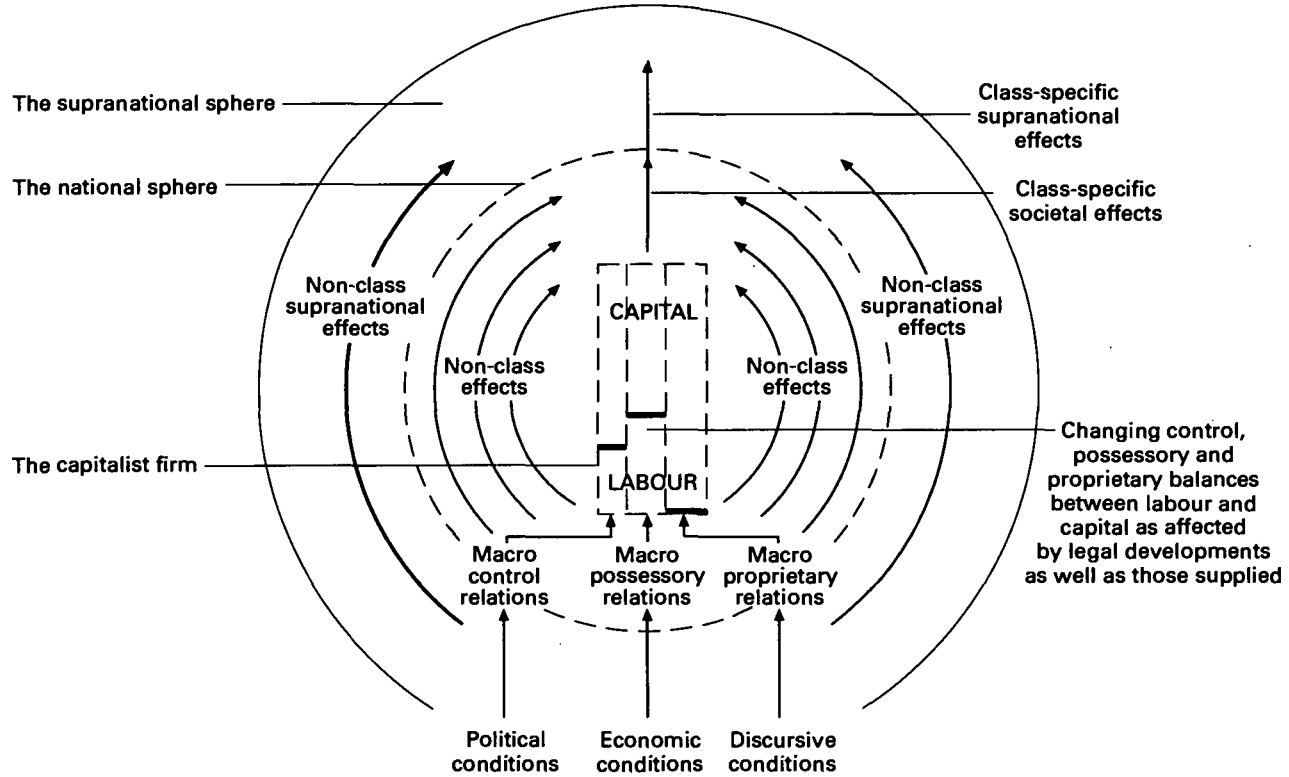 The supranational sphere
Class-specific
supranational
effects
The national sphere
Class-specific
societal effects
Non-class
supranational
effects
Non-class
supranational
effects
CAPITAL
Non-class
effects
Non-class
effects
Changing control,
possessory and
proprietary balances
between labour and
capital as affected
by legal developments
as well as those supplied
The capitalist firm
LABOUR
Macro
control
relations
Macro
possessory
relations
Macro
proprietary
relations
Political
conditions
Economic
conditions
Discursive
conditions